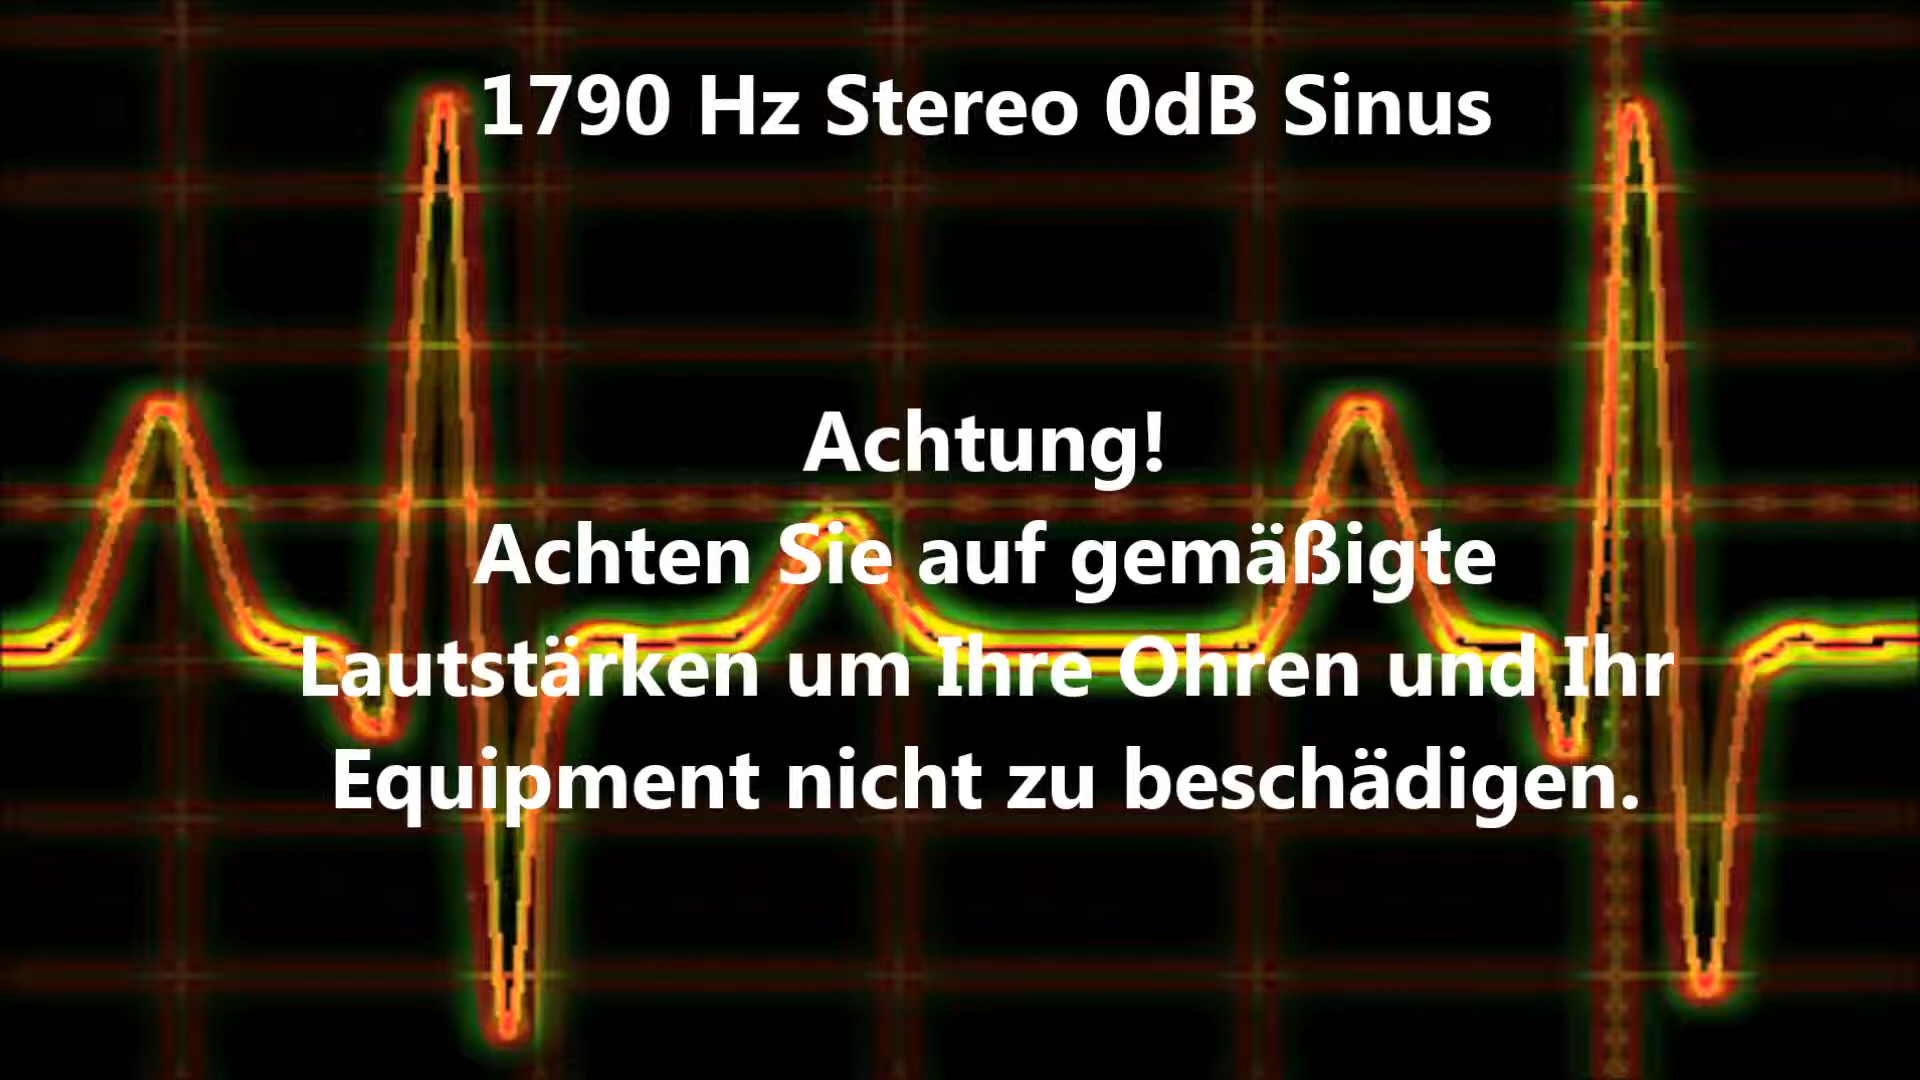 1790 Hz Stereo 0dB Sinus
Achtung!
Achten Sie auf gemäßigte
Lautstärken um Ihre Ohren und Ihr
Equipment nicht zu beschädigen.